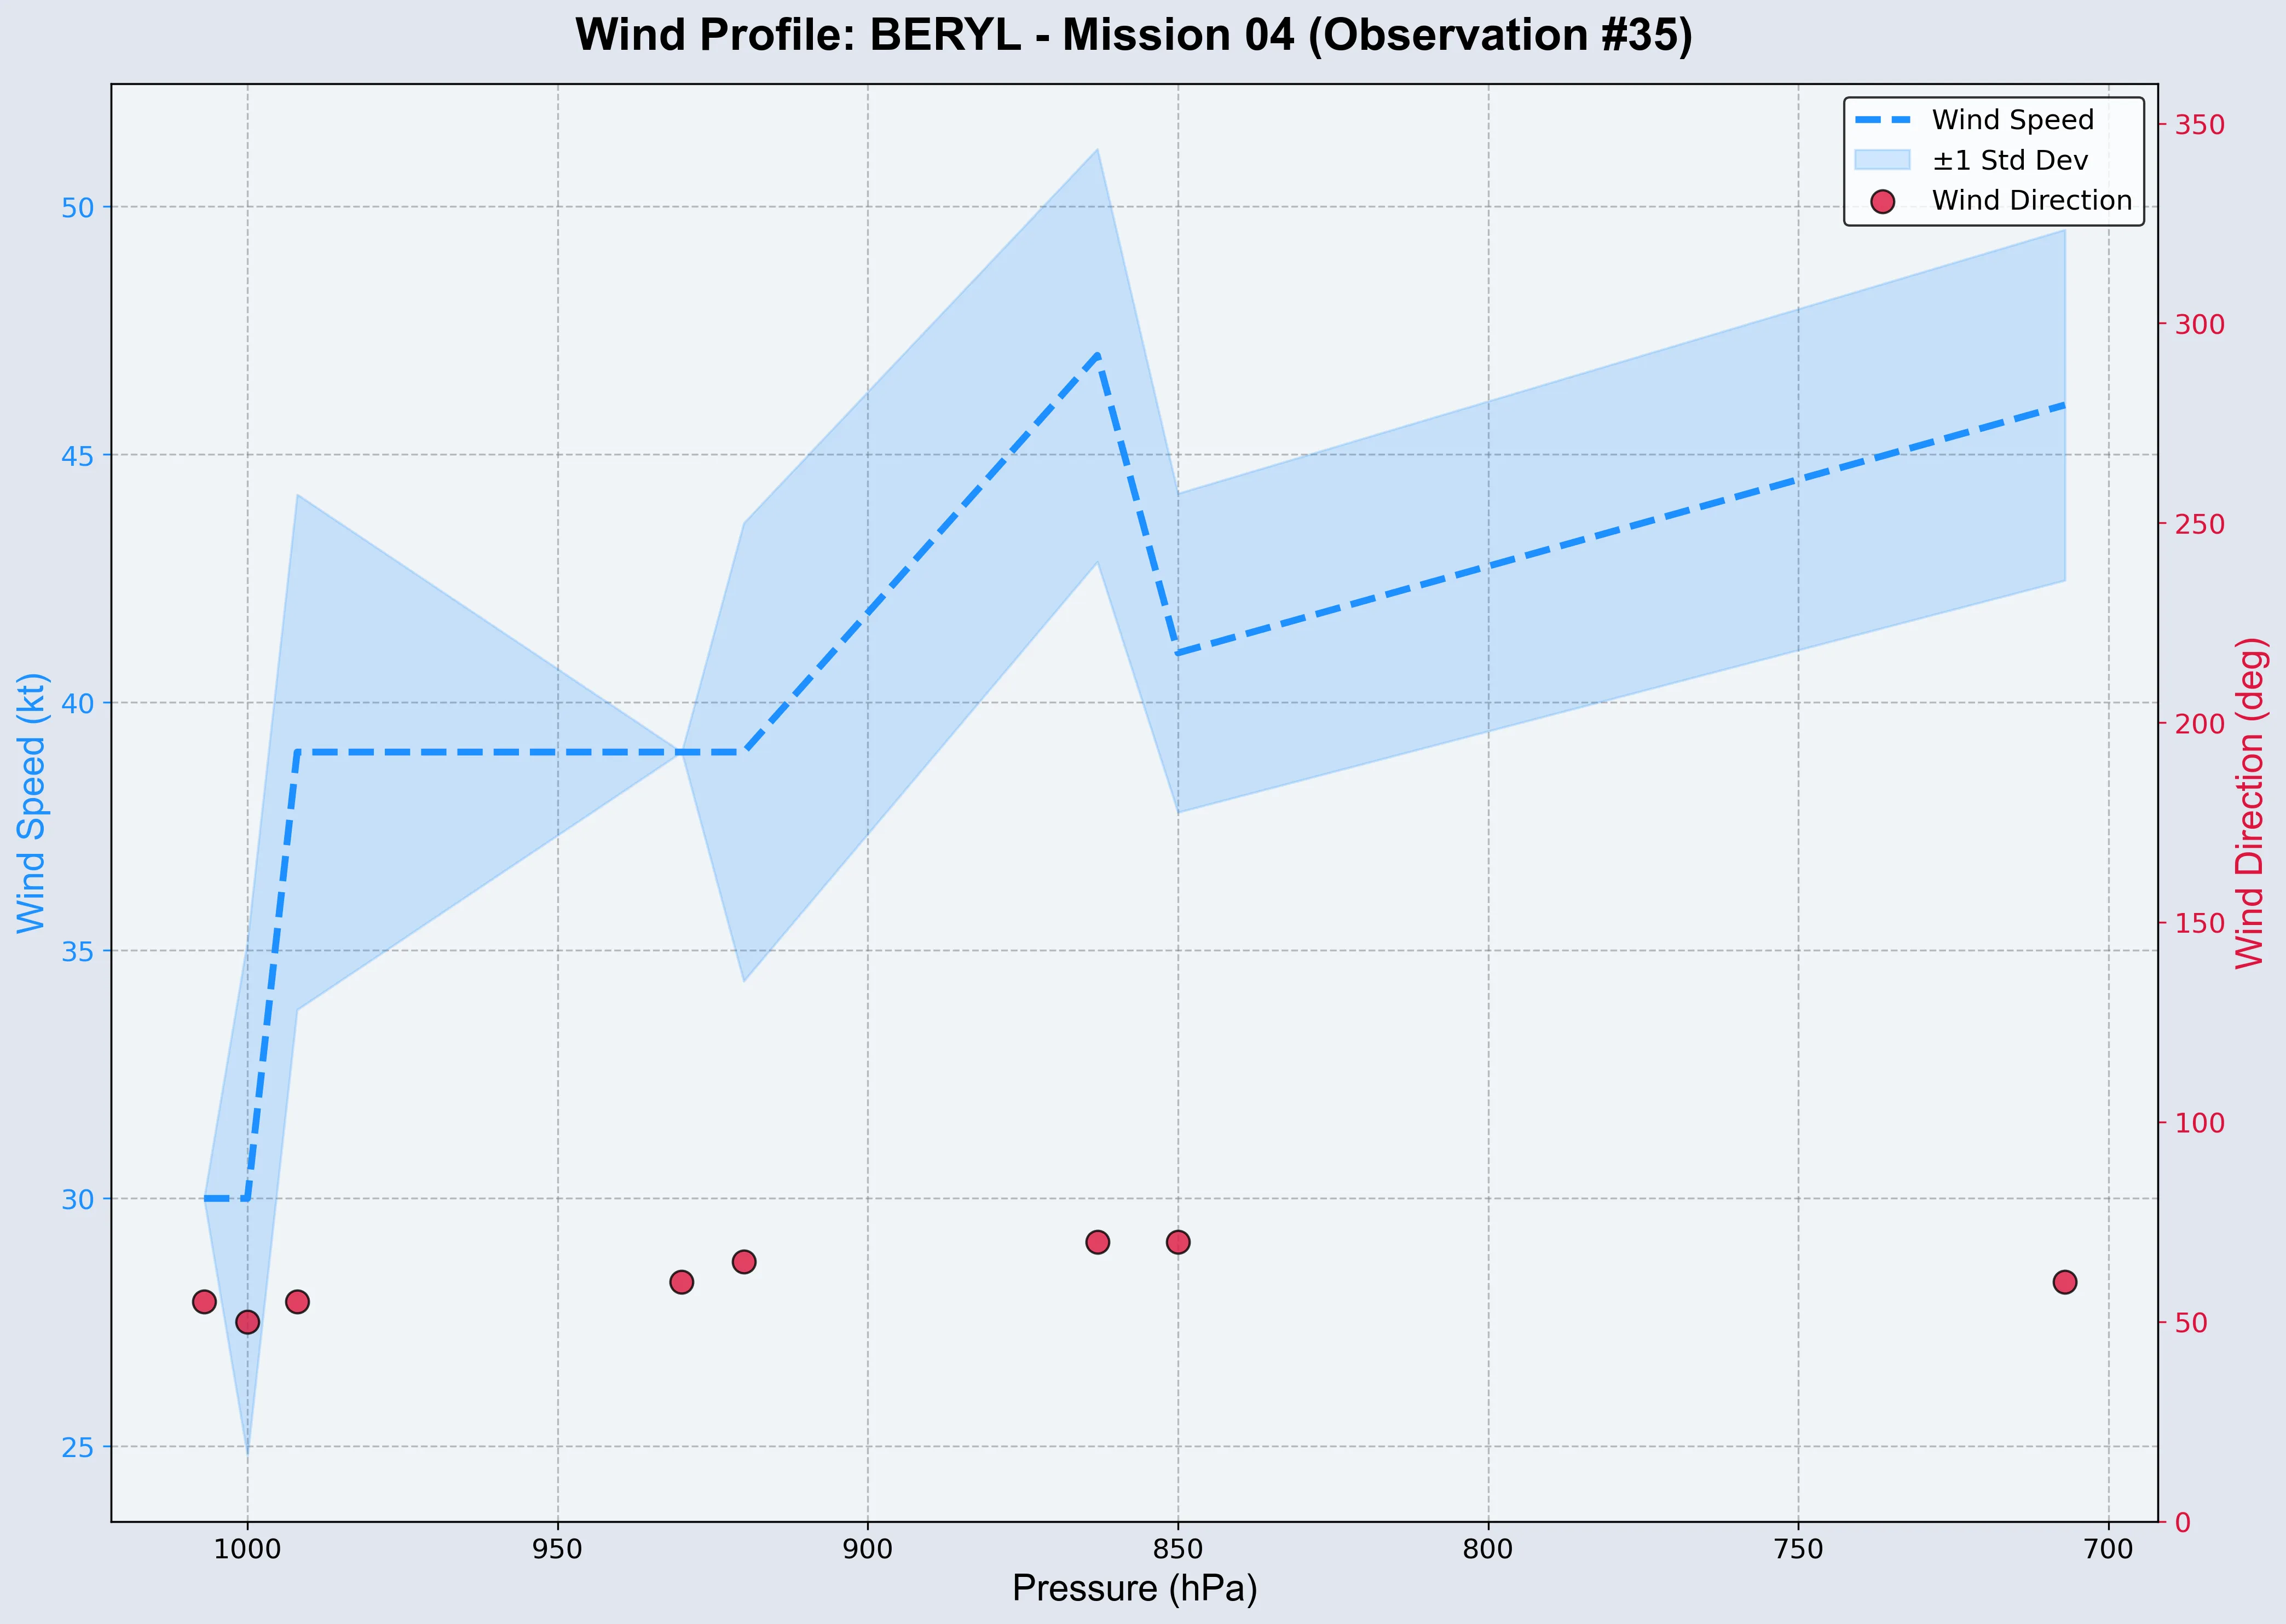 Wind Profile: BERYL - Mission 04 (Observation #35)
Wind Speed
±1 Std Dev
Wind Direction
Wind Speed (kt)
50
45
40
35
30
25
350
300
250
200
150
100
50
0
Wind Direction (deg)
1000 950 900 850 800 750 700
Pressure (hPa)